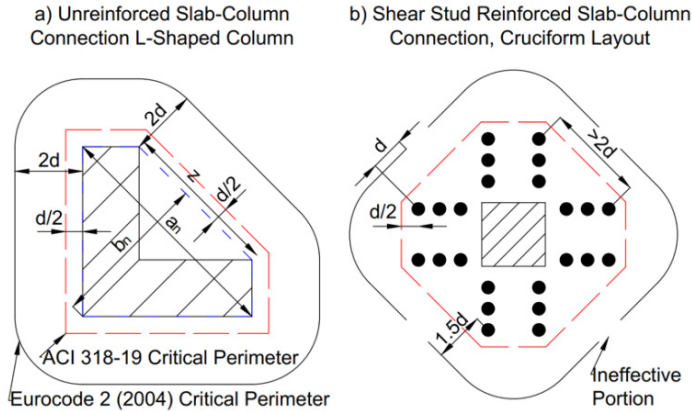 a) Unreinforced Slab-Column
Connection L-Shaped Column
2d
2d
z
d/2
d/2
bn
an
ACI 318-19 Critical Perimeter
Eurocode 2 (2004) Critical Perimeter
b) Shear Stud Reinforced Slab-Column
Connection, Cruciform Layout
d
>2d
d/2
1.5d
Ineffective
Portion